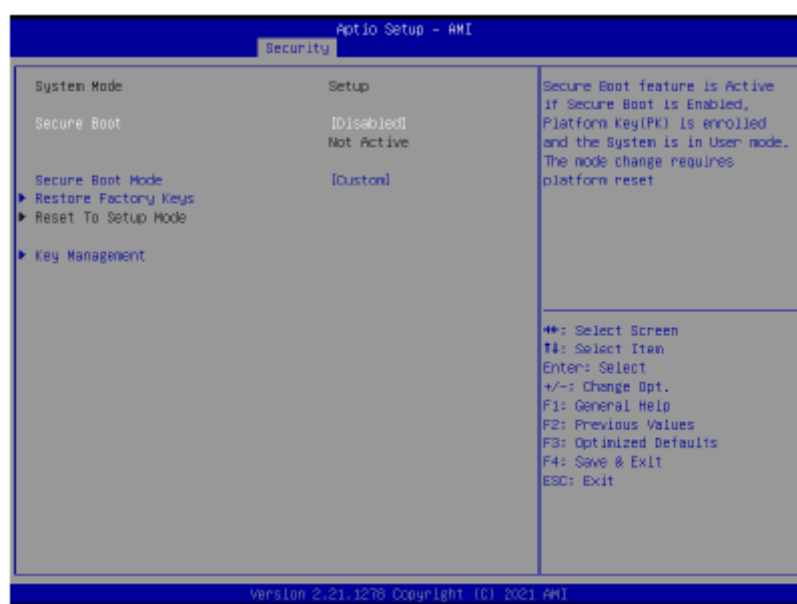 Aptio Setup - AMI
Security
System Mode Setup
Secure Boot [Disabled]
Not Active
Secure Boot Mode [Custom]
Restore Factory Keys
Reset To Setup Mode
Key Management
Secure Boot feature is Active
if Secure Boot is Enabled,
Platform Key(PK) is enrolled
and the System is in User mode.
The mode change requires
platform reset
: Select Screen
: Select Item
Enter: Select
+/-: Change Opt.
F1: General Help
F2: Previous Values
F3: Optimized Defaults
F4: Save & Exit
ESC: Exit
Version 2.21.1278 Copyright (C) 2021 AMI